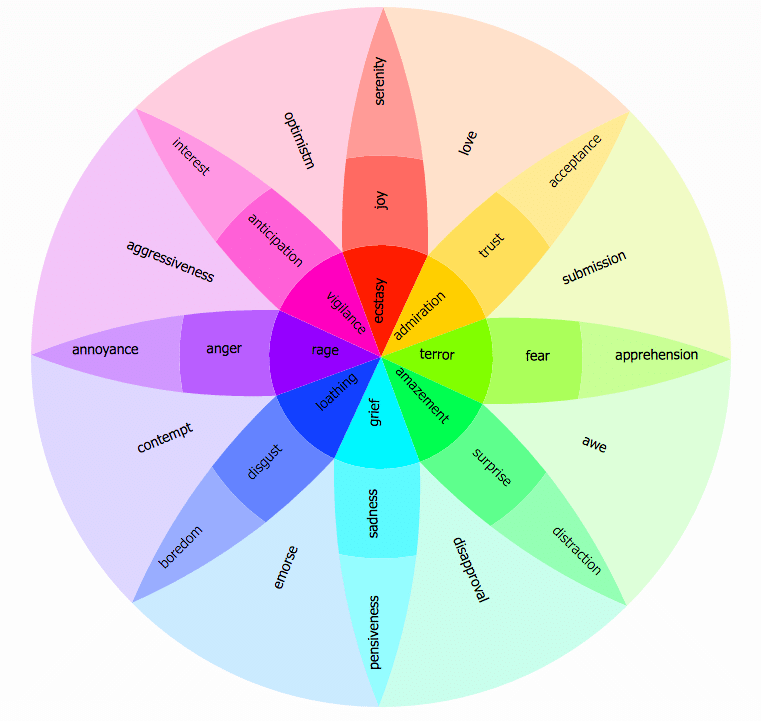 serenity
love
acceptance
optimistm
interest
joy
trust
anticipation
submission
aggressiveness
ecstasy
admiration
vigilance
annoyance
anger
rage
terror
fear
apprehension
loathing
amazement
grief
contempt
awe
disgust
surprise
sadness
boredom
distraction
emorse
disapproval
pensiveness